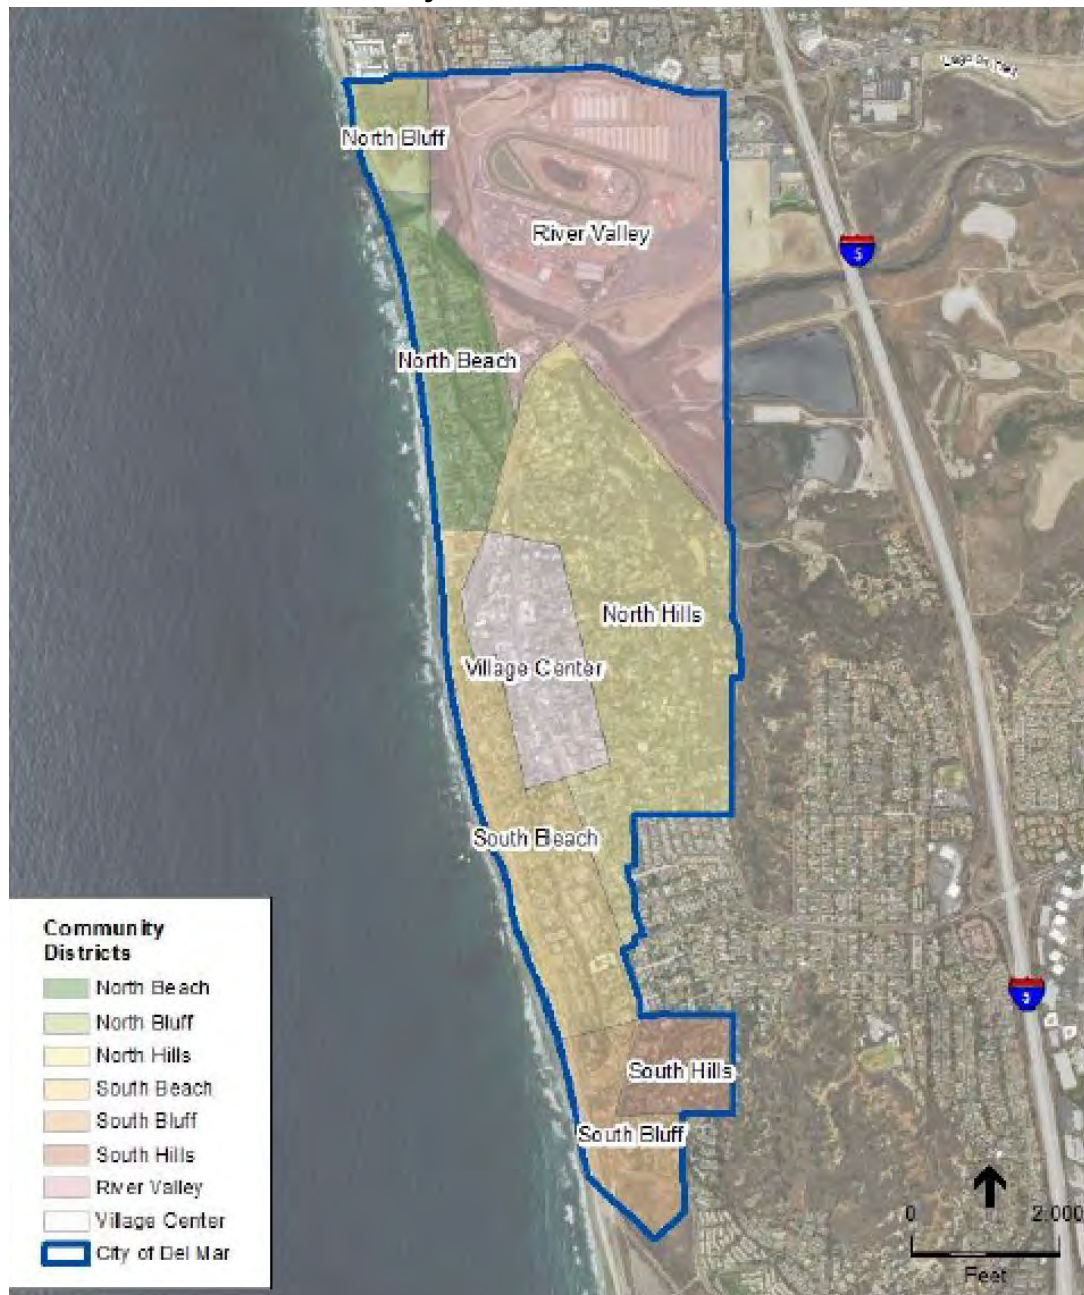 Lagoon Trail
North Bluff
River Valley
5
North Beach
North Hills
Village Center
South Beach
Community
Districts
North Beach
North Bluff
North Hills
South Beach
South Bluff
South Hills
River Valley
Village Center
City of Del Mar
5
South Hills
South Bluff
0
2,000
Feet